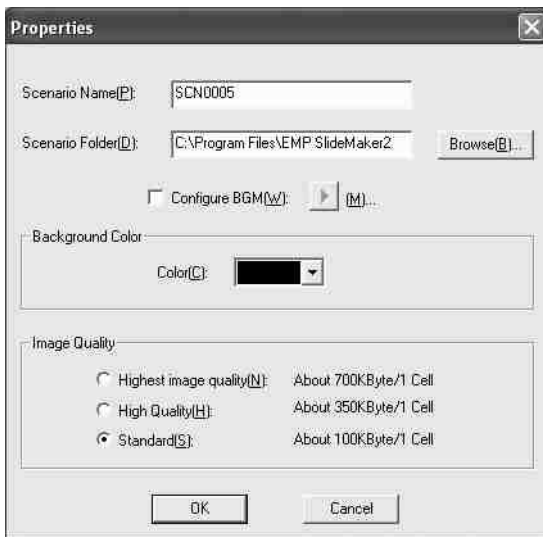 Properties
Scenario Name(P): SCN0005
Scenario Folder(D): C:\Program Files\EMP SlideMaker2 Browse(B)...
Configure BGM(W): (M)...
Background Color
Color(C):
Image Quality
Highest image quality(N): About 700KByte/1 Cell
High Quality(H): About 350KByte/1 Cell
Standard(S): About 100KByte/1 Cell
OK Cancel